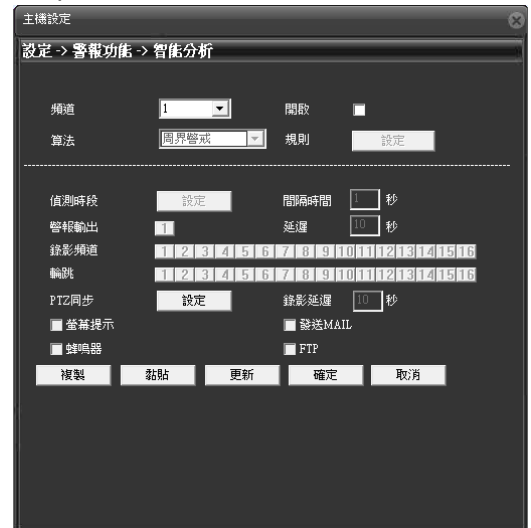 主機設定
設定 -> 警報功能 -> 智能分析
頻道 1 開啟
算法 周界警戒 規則 設定
偵測時段 設定 間隔時間 1 秒
警報輸出 1 延遲 10 秒
錄影頻道 1 2 3 4 5 6 7 8 9 10 11 12 13 14 15 16
輪跳 1 2 3 4 5 6 7 8 9 10 11 12 13 14 15 16
PTZ同步 設定 錄影延遲 10 秒
螢幕提示 發送MAIL
蜂鳴器 FTP
複製 黏貼 更新 確定 取消